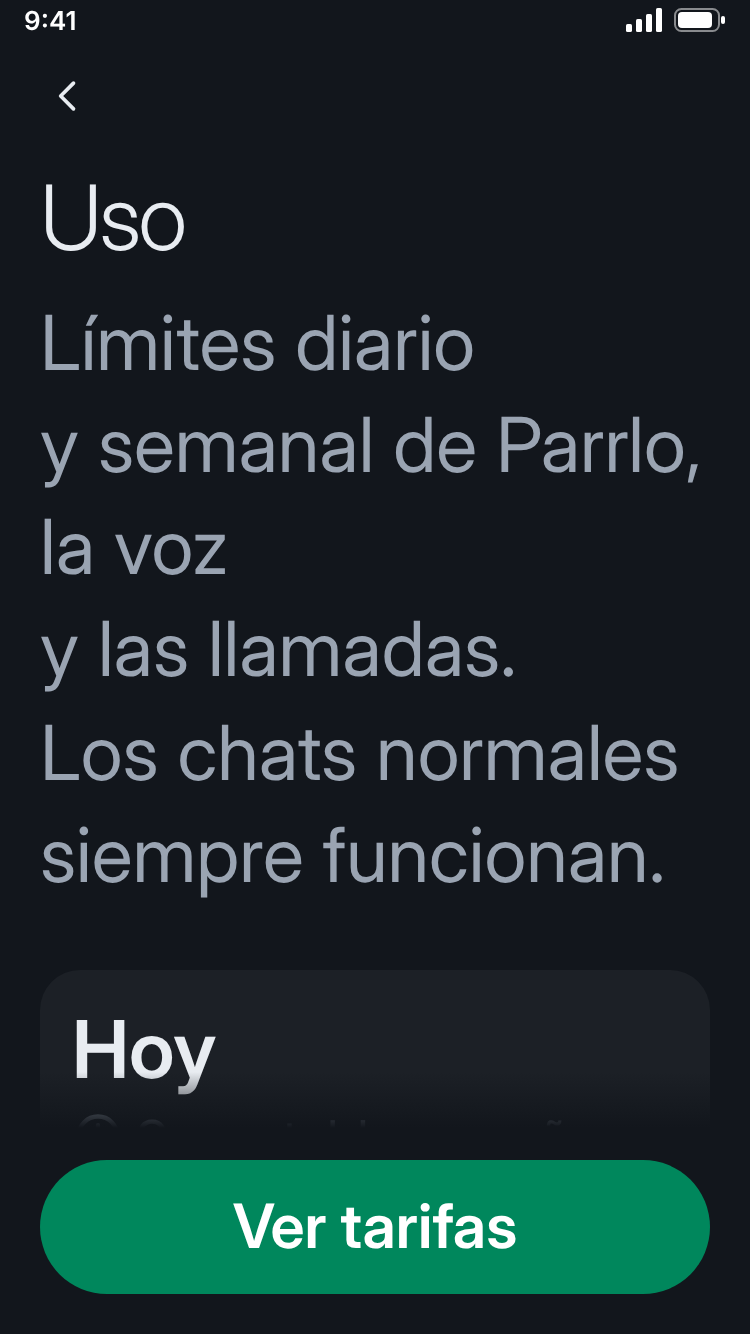 9:41
Uso
Límites diario
y semanal de Parrlo,
la voz
y las llamadas.
Los chats normales
siempre funcionan.
Hoy
Ver tarifas